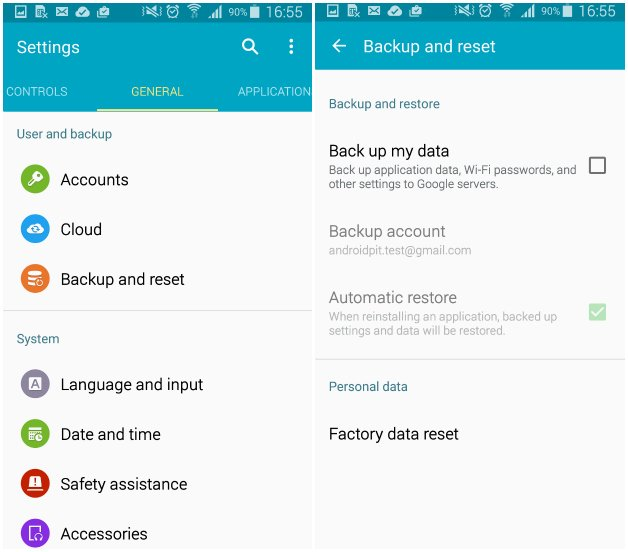 90% 16:55
Settings
CONTROLS GENERAL APPLICATION
User and backup
Accounts
Cloud
Backup and reset
System
A
Language and input
Date and time
Safety assistance
Accessories
90% 16:55
Backup and reset
Backup and restore
Back up my data
Back up application data, Wi-Fi passwords, and
other settings to Google servers.
Backup account
androidpit.test@gmail.com
Automatic restore
When reinstalling an application, backed up
settings and data will be restored.
Personal data
Factory data reset